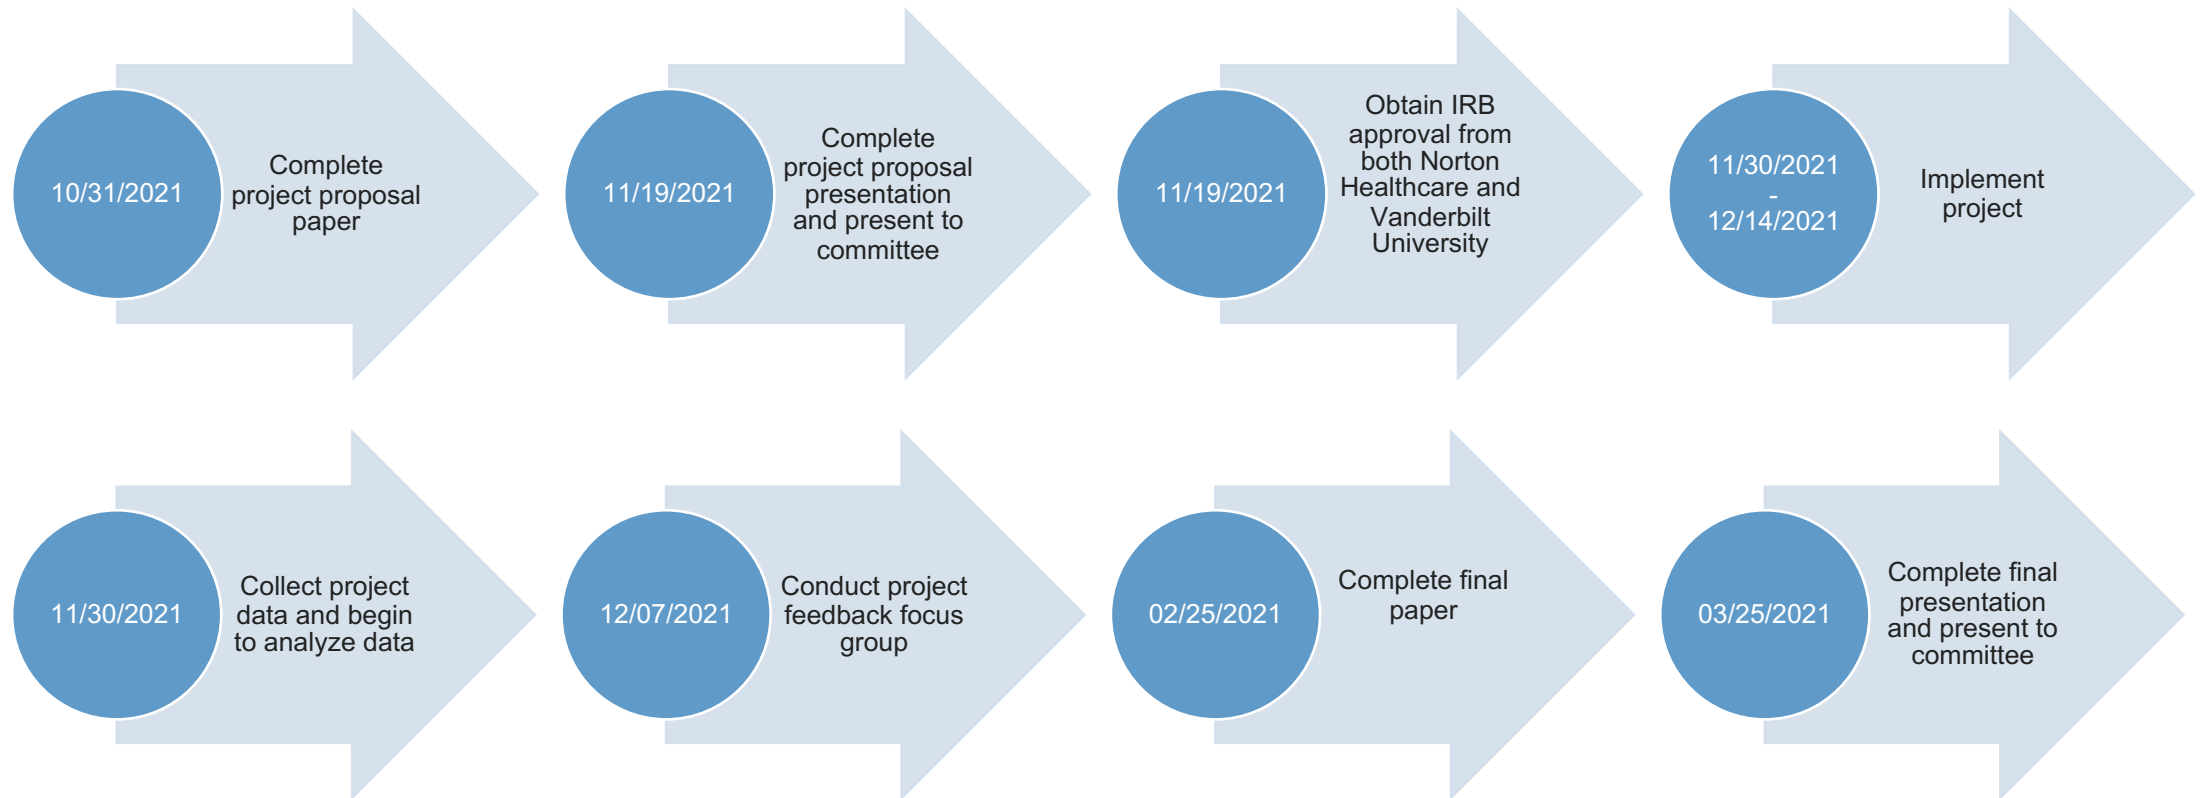 10/31/2021
Complete
project proposal
paper
11/19/2021
Complete
project proposal
presentation
and present to
committee
11/19/2021
Obtain IRB
approval from
both Norton
Healthcare and
Vanderbilt
University
11/30/2021
-
12/14/2021
Implement
project
11/30/2021
Collect project
data and begin
to analyze data
12/07/2021
Conduct project
feedback focus
group
02/25/2021
Complete final
paper
03/25/2021
Complete final
presentation
and present to
committee